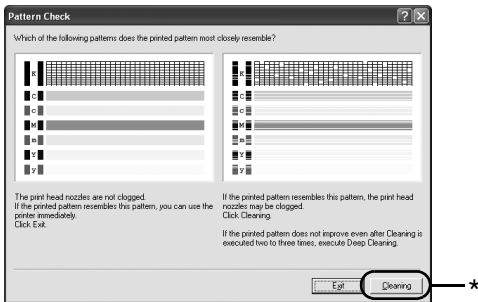 Pattern Check
Which of the following patterns does the printed pattern most closely resemble?
K
C
c
M
m
Y
y
K
C
c
M
m
Y
y
The print head nozzles are not clogged.
If the printed pattern resembles this pattern, you can use the
printer immediately.
Click Exit.
If the printed pattern resembles this pattern, the print head
nozzles may be clogged.
Click Cleaning.
If the printed pattern does not improve even after Cleaning is
executed two to three times, execute Deep Cleaning.
Exit
Cleaning
*